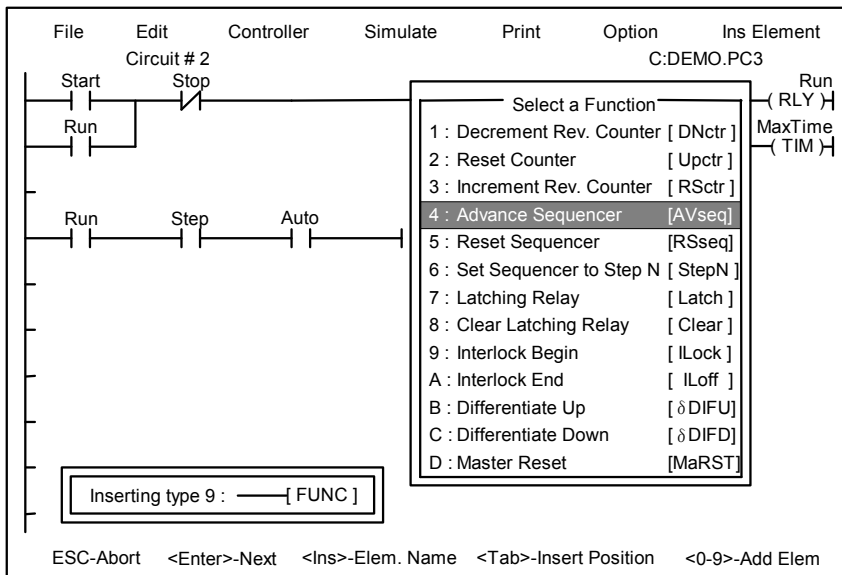 File Edit Controller Simulate Print Option Ins Element
Circuit # 2 C:DEMO.PC3
Start Stop Run
( RLY )
Run MaxTime
( TIM )
Select a Function
1 : Decrement Rev. Counter [ DNctr ]
2 : Reset Counter [ Upctr ]
3 : Increment Rev. Counter [ RSctr ]
4 : Advance Sequencer [AVseq]
5 : Reset Sequencer [RSseq]
6 : Set Sequencer to Step N [ StepN ]
7 : Latching Relay [ Latch ]
8 : Clear Latching Relay [ Clear ]
9 : Interlock Begin [ ILock ]
A : Interlock End [ ILoff ]
B : Differentiate Up [ δDIFU]
C : Differentiate Down [ δDIFD]
D : Master Reset [MaRST]
Run Step Auto
Inserting type 9 : [ FUNC ]
ESC-Abort <Enter>-Next <Ins>-Elem. Name <Tab>-Insert Position <0-9>-Add Elem